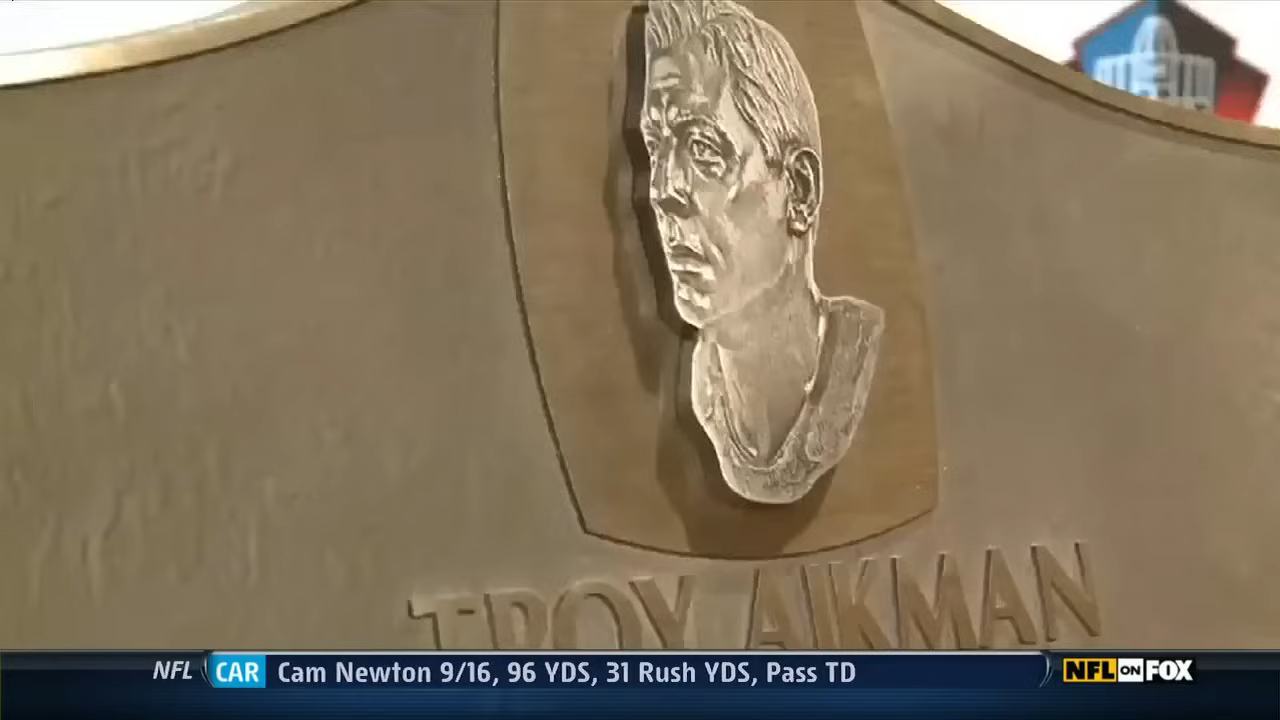 TROY AIKMAN
NFL CAR Cam Newton 9/16, 96 YDS, 31 Rush YDS, Pass TD NFL ON FOX